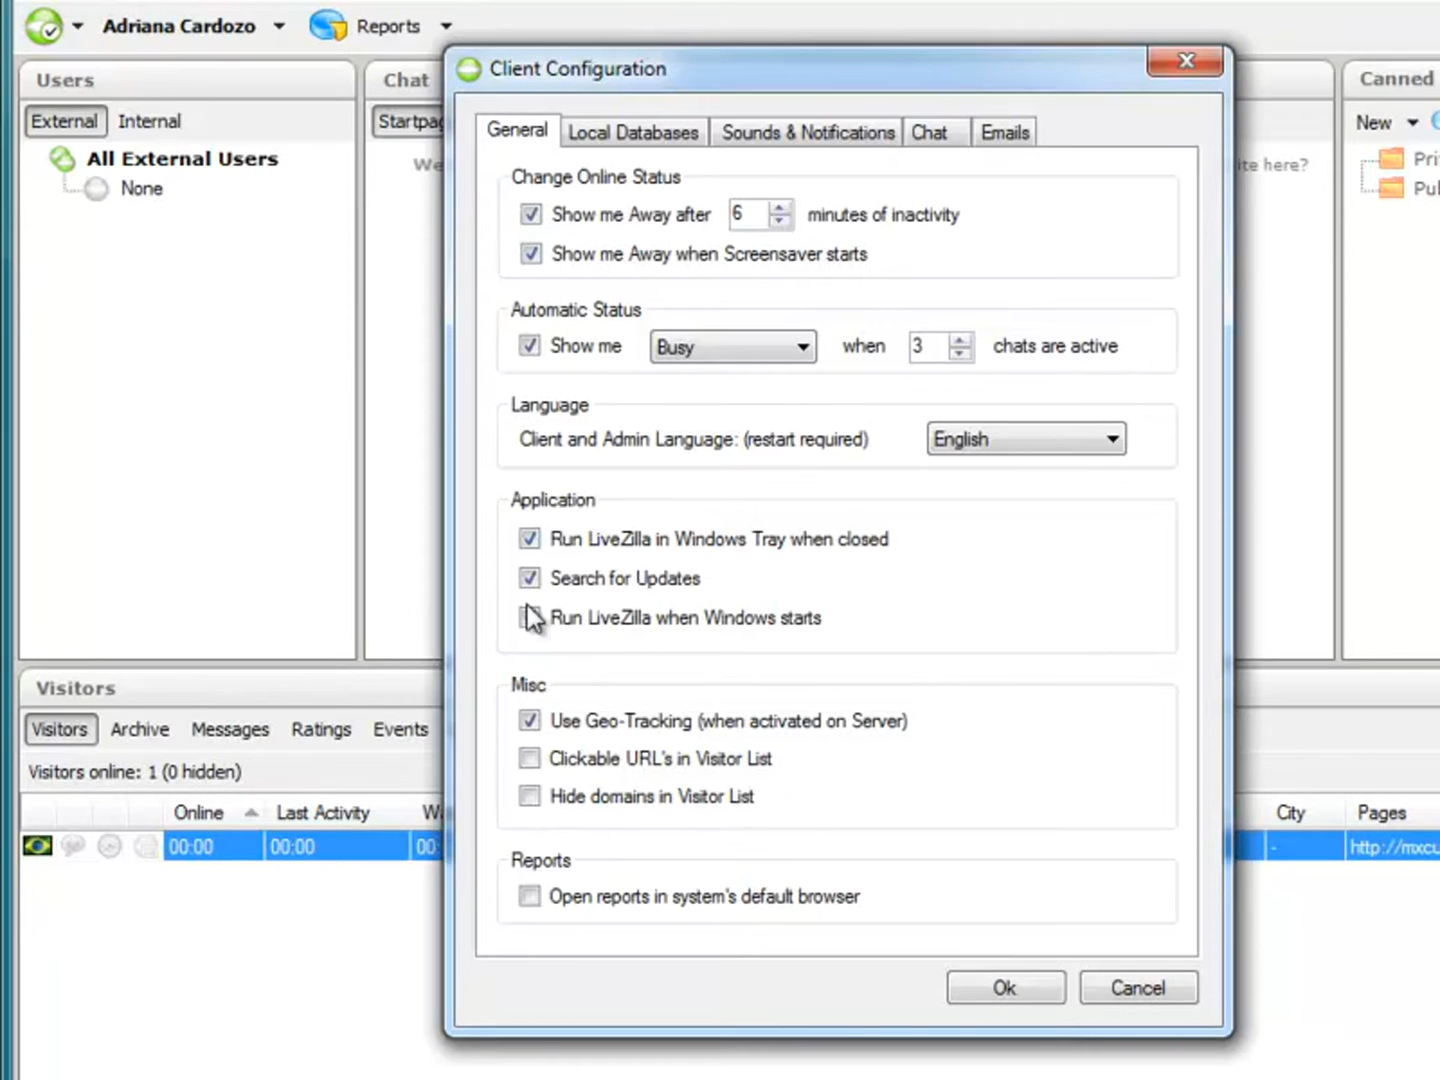 Adriana Cardozo Reports
Client Configuration
Users
Chat
Canned
External Internal
New
All External Users
None
General Local Databases Sounds & Notifications Chat Emails
Change Online Status
Show me Away after 6 minutes of inactivity
Show me Away when Screensaver starts
Automatic Status
Show me Busy when 3 chats are active
Language
Client and Admin Language: (restart required) English
Application
Run LiveZilla in Windows Tray when closed
Search for Updates
Run LiveZilla when Windows starts
Misc
Use Geo-Tracking (when activated on Server)
Clickable URL's in Visitor List
Hide domains in Visitor List
Reports
Open reports in system's default browser
Ok Cancel
ite here?
Visitors
Visitors Archive Messages Ratings Events
Visitors online: 1 (0 hidden)
Online Last Activity City Pages
00:00 00:00 00: - http://mxcu